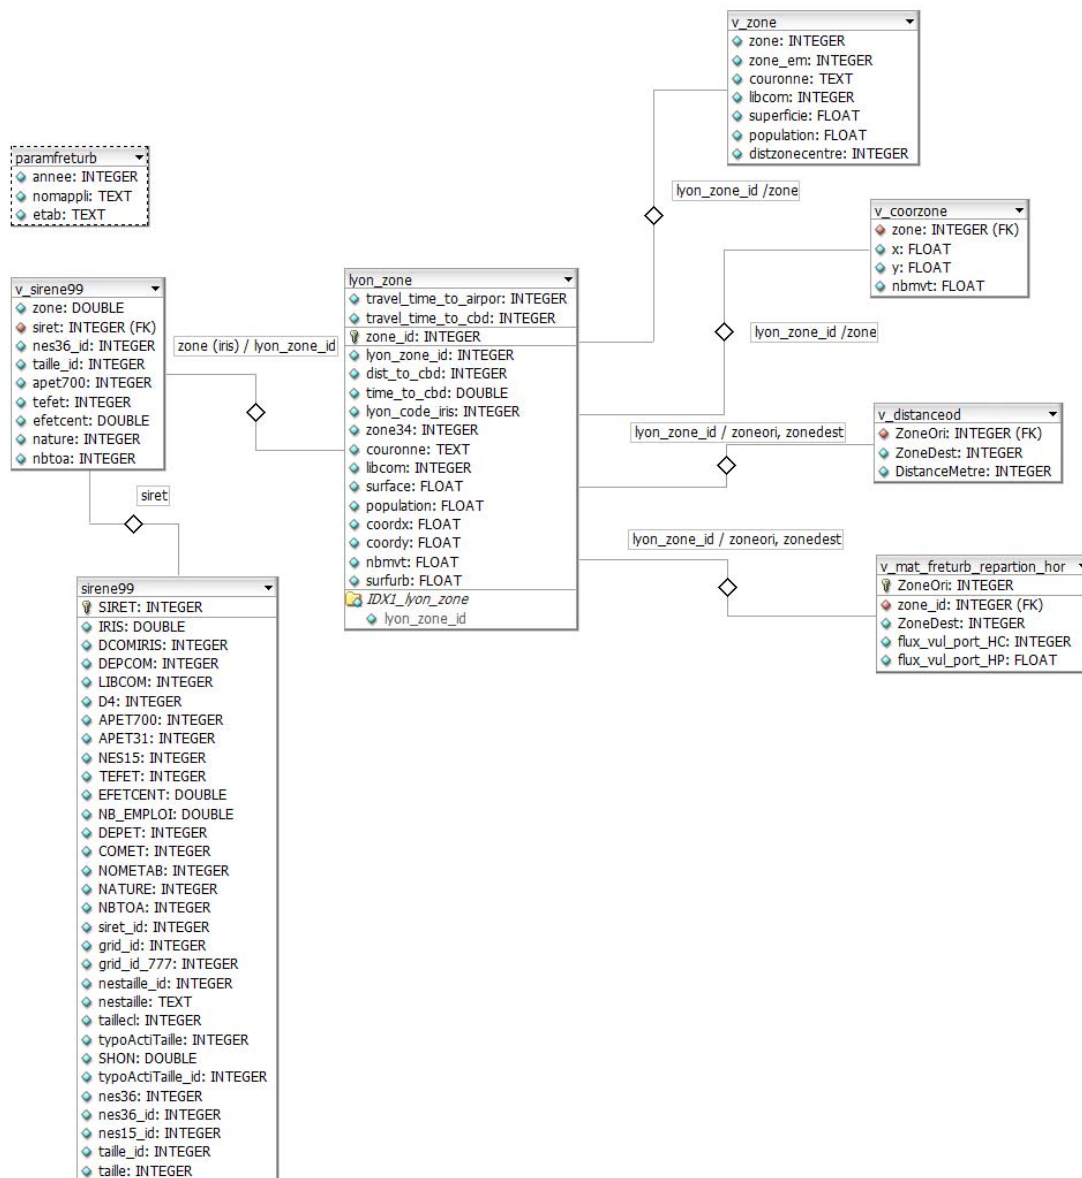 v_zone
zone: INTEGER
zone_em: INTEGER
couronne: TEXT
libcom: INTEGER
superficie: FLOAT
population: FLOAT
distzonecentre: INTEGER
paramfreturb
annee: INTEGER
nomappli: TEXT
etab: TEXT
lyon_zone_id /zone
v_coorzone
zone: INTEGER (FK)
x: FLOAT
y: FLOAT
nbmvt: FLOAT
v_sirene99
zone: DOUBLE
siret: INTEGER (FK)
nes36_id: INTEGER
taille_id: INTEGER
apet700: INTEGER
tefet: INTEGER
efetcent: DOUBLE
nature: INTEGER
nbtoa: INTEGER
zone (iris) / lyon_zone_id
lyon_zone
travel_time_to_airpor: INTEGER
travel_time_to_cbd: INTEGER
zone_id: INTEGER
lyon_zone_id: INTEGER
dist_to_cbd: INTEGER
time_to_cbd: DOUBLE
lyon_code_iris: INTEGER
zone34: INTEGER
couronne: TEXT
libcom: INTEGER
surface: FLOAT
population: FLOAT
coordx: FLOAT
coordy: FLOAT
nbmvt: FLOAT
surfurb: FLOAT
IDX1_lyon_zone
lyon_zone_id
lyon_zone_id /zone
lyon_zone_id / zoneori, zonedest
v_distanceod
ZoneOri: INTEGER (FK)
ZoneDest: INTEGER
DistanceMetre: INTEGER
lyon_zone_id / zoneori, zonedest
v_mat_freturb_repartion_hor
ZoneOri: INTEGER
zone_id: INTEGER (FK)
ZoneDest: INTEGER
flux_vul_port_HC: INTEGER
flux_vul_port_HP: FLOAT
siret
sirene99
SIRET: INTEGER
IRIS: DOUBLE
DCOMIRIS: INTEGER
DEPCOM: INTEGER
LIBCOM: INTEGER
D4: INTEGER
APET700: INTEGER
APET31: INTEGER
NES15: INTEGER
TEFET: INTEGER
EFETCENT: DOUBLE
NB_EMPLOI: DOUBLE
DEPET: INTEGER
COMET: INTEGER
NOMETAB: INTEGER
NATURE: INTEGER
NBTOA: INTEGER
siret_id: INTEGER
grid_id: INTEGER
grid_id_777: INTEGER
nestaille_id: INTEGER
nestaille: TEXT
taillecl: INTEGER
typoActiTaille: INTEGER
SHON: DOUBLE
typoActiTaille_id: INTEGER
nes36: INTEGER
nes36_id: INTEGER
nes15_id: INTEGER
taille_id: INTEGER
taille: INTEGER